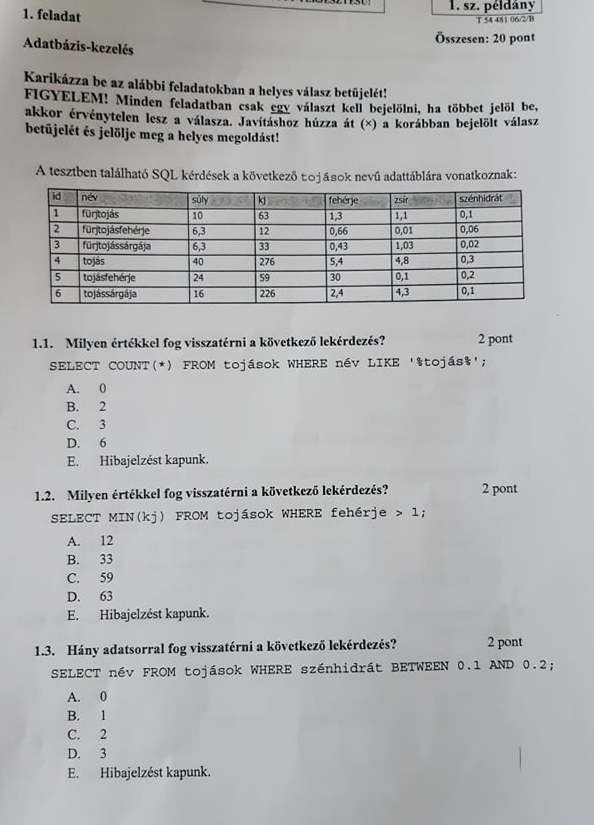 1. sz. példány
T 54 481 06/2/B
1. feladat
Összesen: 20 pont
Adatbázis-kezelés
Karikázza be az alábbi feladatokban a helyes válasz betűjelét!
FIGYELEM! Minden feladatban csak egy választ kell bejelölni, ha többet jelöl be,
akkor érvénytelen lesz a válasza. Javításhoz húzza át (×) a korábban bejelölt válasz
betűjelét és jelölje meg a helyes megoldást!
A tesztben található SQL kérdések a következő tojások nevű adattáblára vonatkoznak:
id név súly kj fehérje zsír szénhidrát
1 fürjtojás 10 63 1,3 1,1 0,1
2 fürjtojásfehérje 6,3 12 0,66 0,01 0,06
3 fürjtojássárgája 6,3 33 0,43 1,03 0,02
4 tojás 40 276 5,4 4,8 0,3
5 tojásfehérje 24 59 30 0,1 0,2
6 tojássárgája 16 226 2,4 4,3 0,1
1.1. Milyen értékkel fog visszatérni a következő lekérdezés? 2 pont
SELECT COUNT(*) FROM tojások WHERE név LIKE '%tojás%';
A. 0
B. 2
C. 3
D. 6
E. Hibajelzést kapunk.
1.2. Milyen értékkel fog visszatérni a következő lekérdezés? 2 pont
SELECT MIN(kj) FROM tojások WHERE fehérje > 1;
A. 12
B. 33
C. 59
D. 63
E. Hibajelzést kapunk.
1.3. Hány adatsorral fog visszatérni a következő lekérdezés? 2 pont
SELECT név FROM tojások WHERE szénhidrát BETWEEN 0.1 AND 0.2;
A. 0
B. 1
C. 2
D. 3
E. Hibajelzést kapunk.